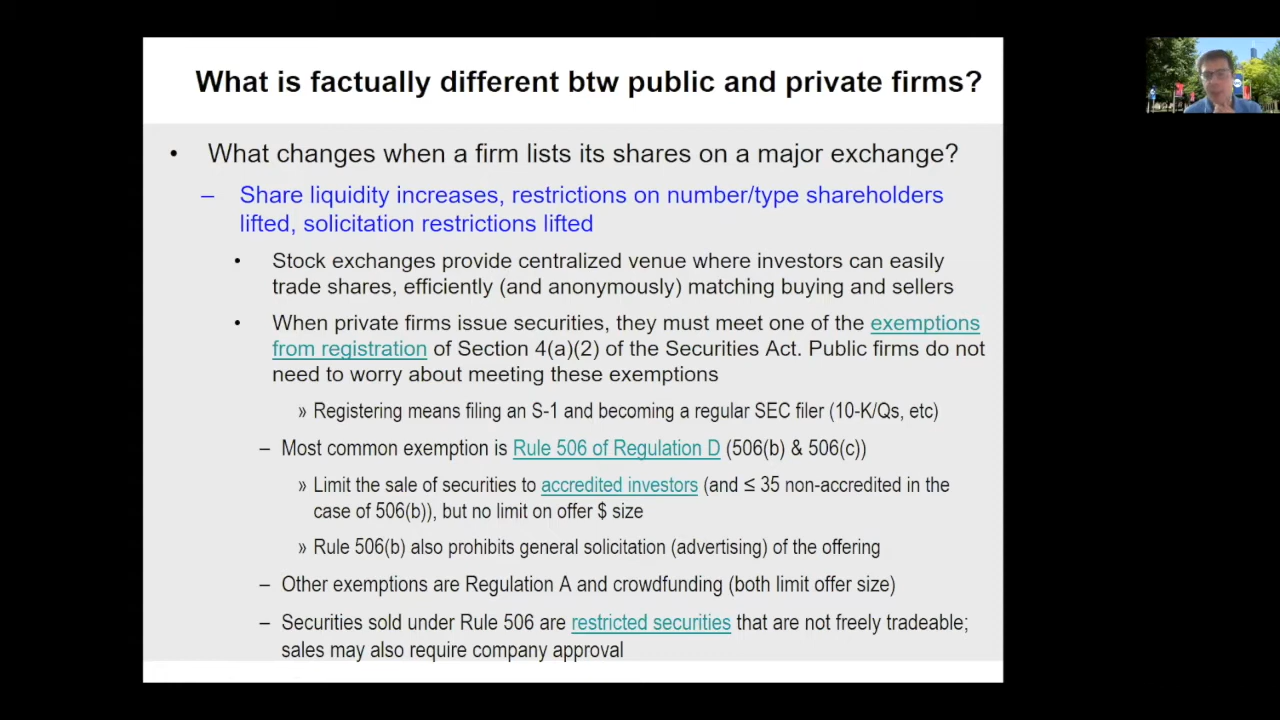 What is factually different btw public and private firms?
• What changes when a firm lists its shares on a major exchange?
– Share liquidity increases, restrictions on number/type shareholders
lifted, solicitation restrictions lifted
• Stock exchanges provide centralized venue where investors can easily
trade shares, efficiently (and anonymously) matching buying and sellers
• When private firms issue securities, they must meet one of the exemptions
from registration of Section 4(a)(2) of the Securities Act. Public firms do not
need to worry about meeting these exemptions
» Registering means filing an S-1 and becoming a regular SEC filer (10-K/Qs, etc)
– Most common exemption is Rule 506 of Regulation D (506(b) & 506(c))
» Limit the sale of securities to accredited investors (and ≤ 35 non-accredited in the
case of 506(b)), but no limit on offer $ size
» Rule 506(b) also prohibits general solicitation (advertising) of the offering
– Other exemptions are Regulation A and crowdfunding (both limit offer size)
– Securities sold under Rule 506 are restricted securities that are not freely tradeable;
sales may also require company approval